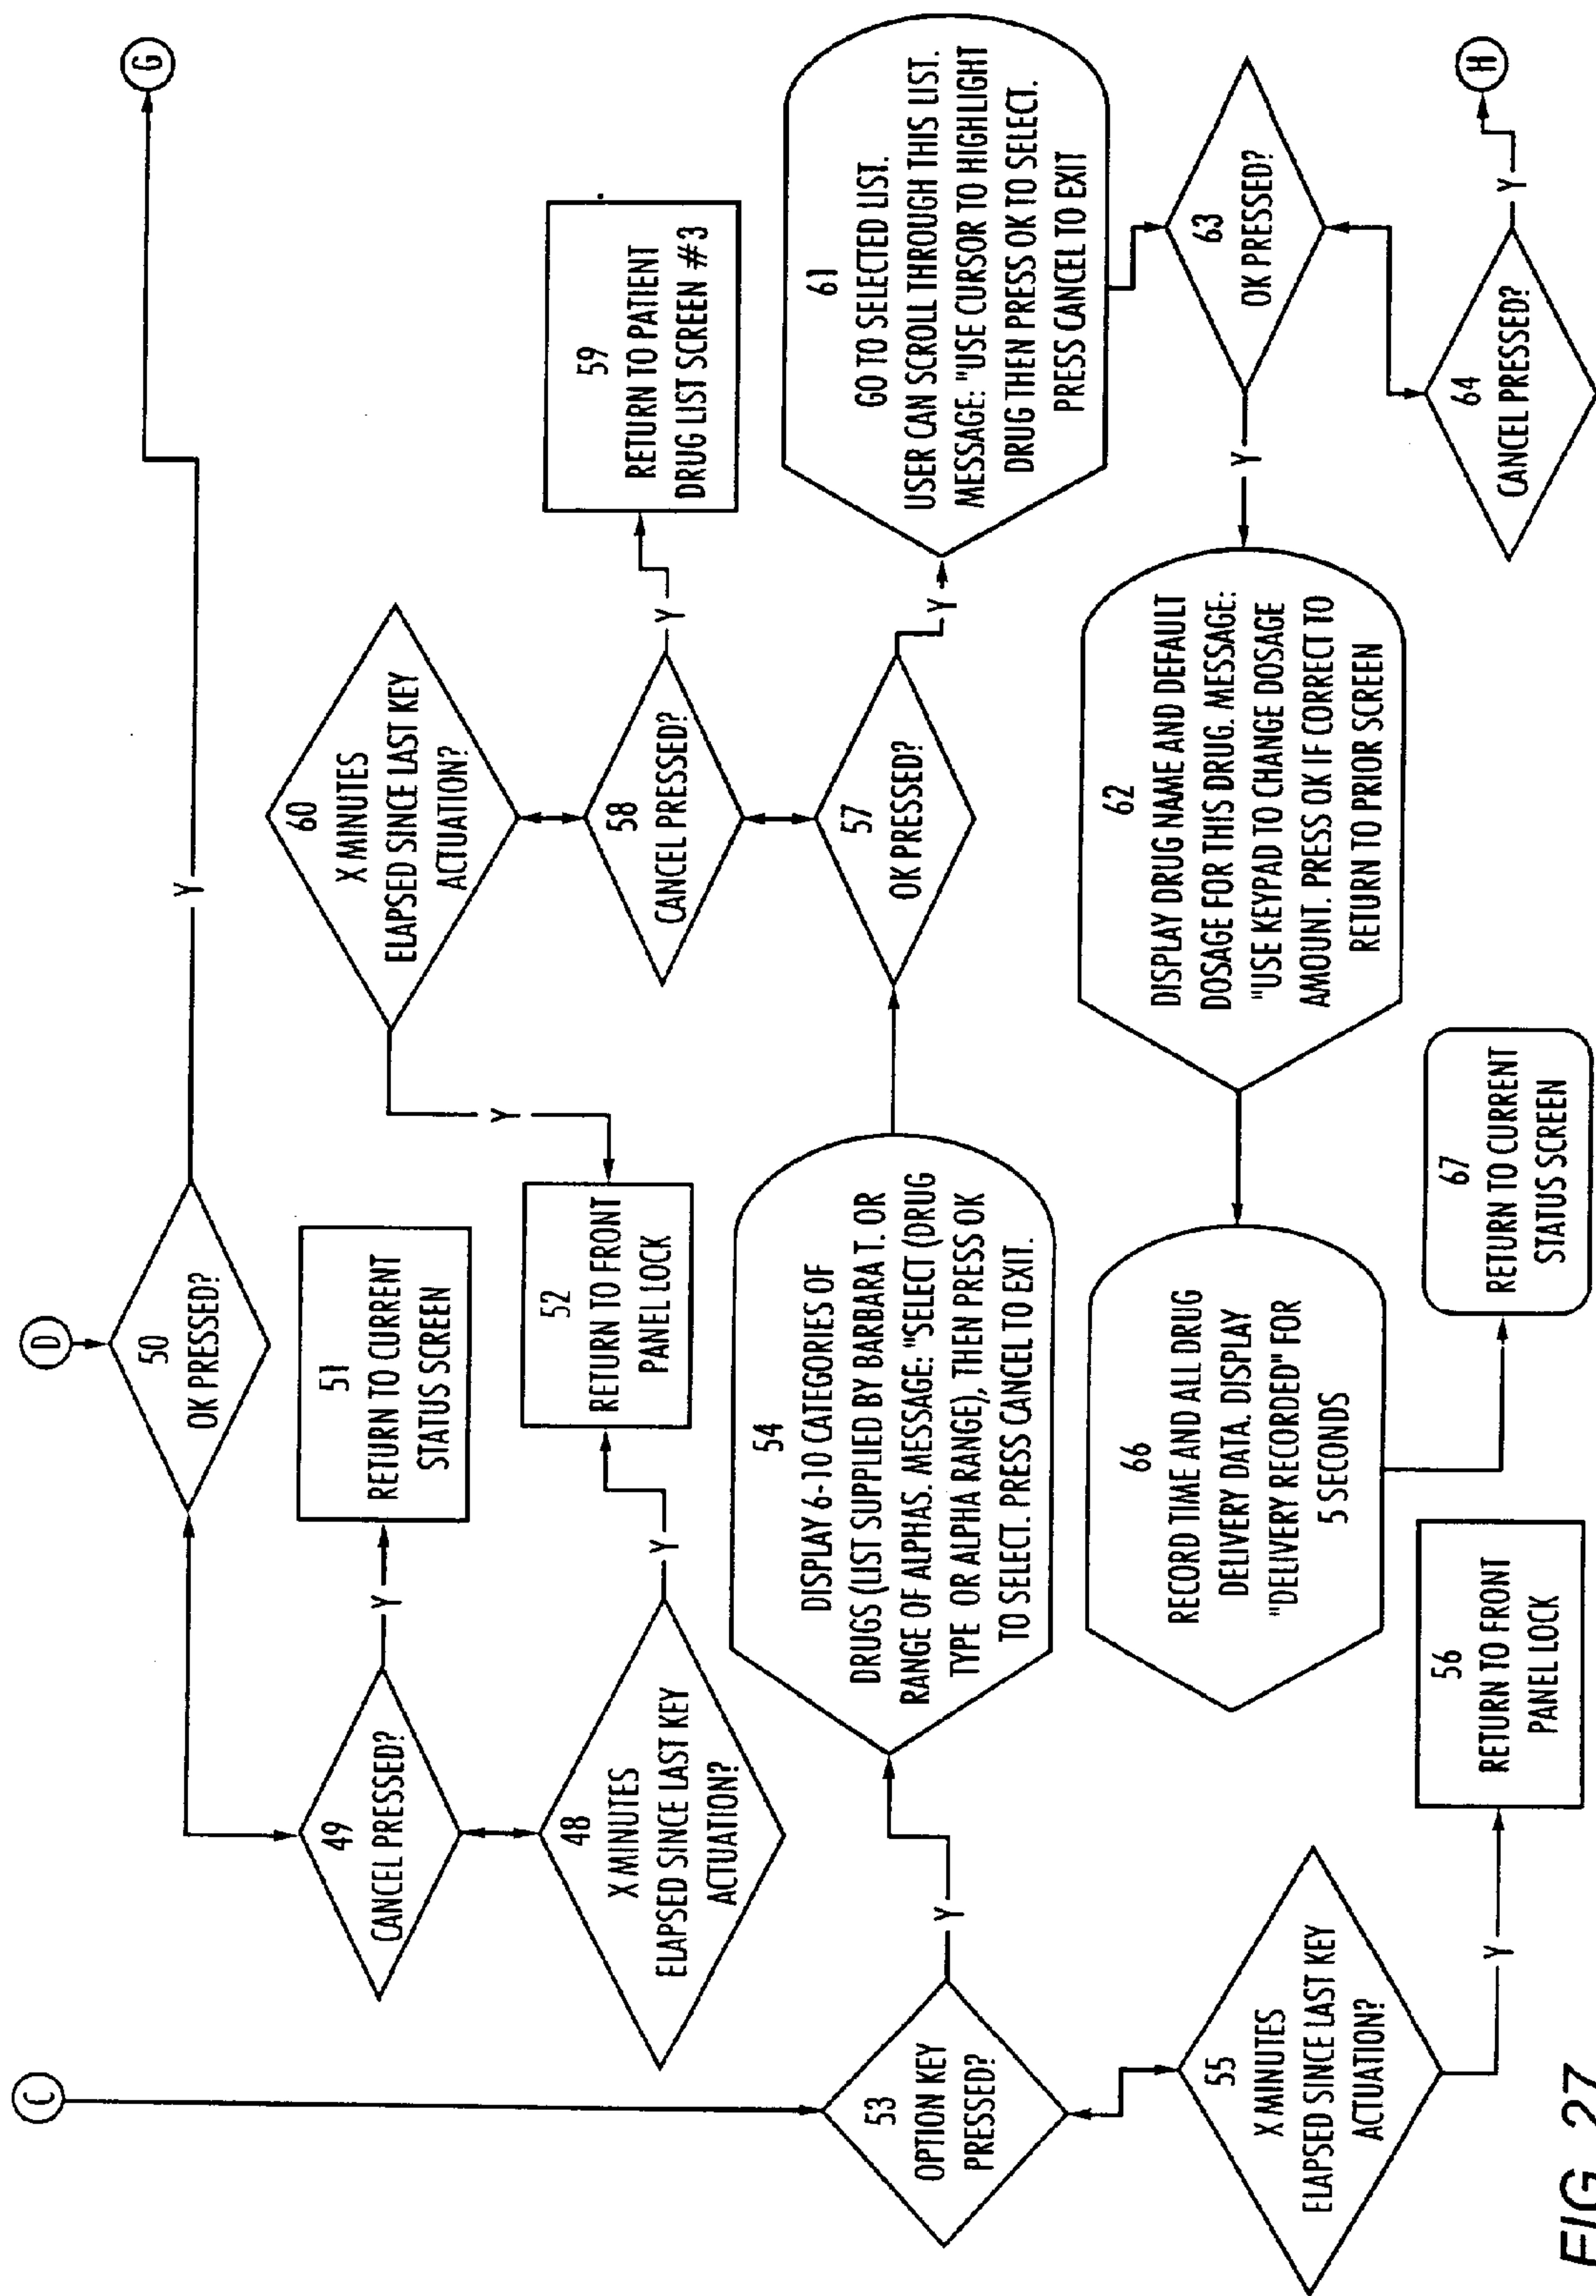 C
D
G
50
OK PRESSED?
Y
49
CANCEL PRESSED?
Y
51
RETURN TO CURRENT
STATUS SCREEN
48
X MINUTES
ELAPSED SINCE LAST KEY
ACTUATION?
Y
52
RETURN TO FRONT
PANEL LOCK
Y
60
X MINUTES
ELAPSED SINCE LAST KEY
ACTUATION?
58
CANCEL PRESSED?
Y
59
RETURN TO PATIENT
DRUG LIST SCREEN #3
53
OPTION KEY
PRESSED?
Y
54
DISPLAY 6-10 CATEGORIES OF
DRUGS (LIST SUPPLIED BY BARBARA T. OR
RANGE OF ALPHAS. MESSAGE: "SELECT (DRUG
TYPE OR ALPHA RANGE), THEN PRESS OK
TO SELECT. PRESS CANCEL TO EXIT.
57
OK PRESSED?
Y
61
GO TO SELECTED LIST.
USER CAN SCROLL THROUGH THIS LIST.
MESSAGE: "USE CURSOR TO HIGHLIGHT
DRUG THEN PRESS OK TO SELECT.
PRESS CANCEL TO EXIT
55
X MINUTES
ELAPSED SINCE LAST KEY
ACTUATION?
Y
56
RETURN TO FRONT
PANEL LOCK
66
RECORD TIME AND ALL DRUG
DELIVERY DATA. DISPLAY
"DELIVERY RECORDED" FOR
5 SECONDS
62
DISPLAY DRUG NAME AND DEFAULT
DOSAGE FOR THIS DRUG. MESSAGE:
"USE KEYPAD TO CHANGE DOSAGE
AMOUNT. PRESS OK IF CORRECT TO
RETURN TO PRIOR SCREEN
Y
63
OK PRESSED?
67
RETURN TO CURRENT
STATUS SCREEN
64
CANCEL PRESSED?
Y
H
FIG. 27